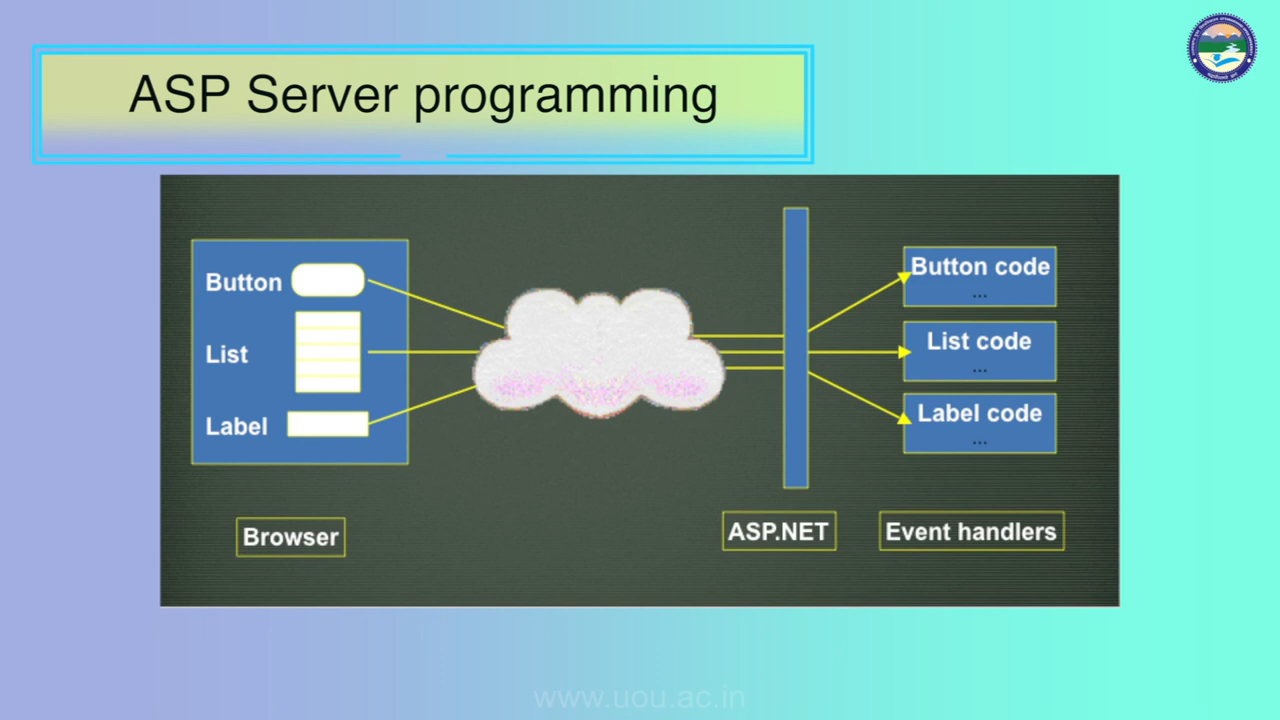 ASP Server programming
Button
List
Label
Browser
ASP.NET
Button code
...
List code
...
Label code
...
Event handlers
www.uou.ac.in